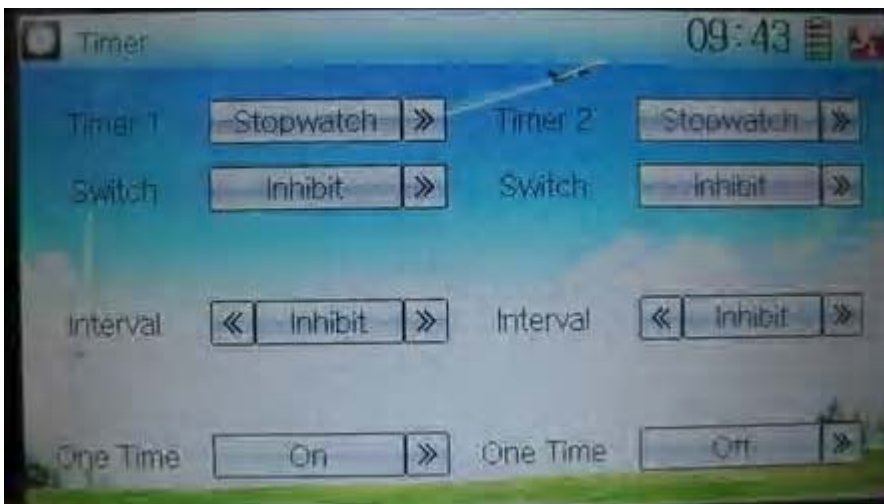 Timer 09:43
Timer 1 Stopwatch Timer 2 Stopwatch
Switch Inhibit Switch Inhibit
Interval Inhibit Interval Inhibit
One Time On One Time Off